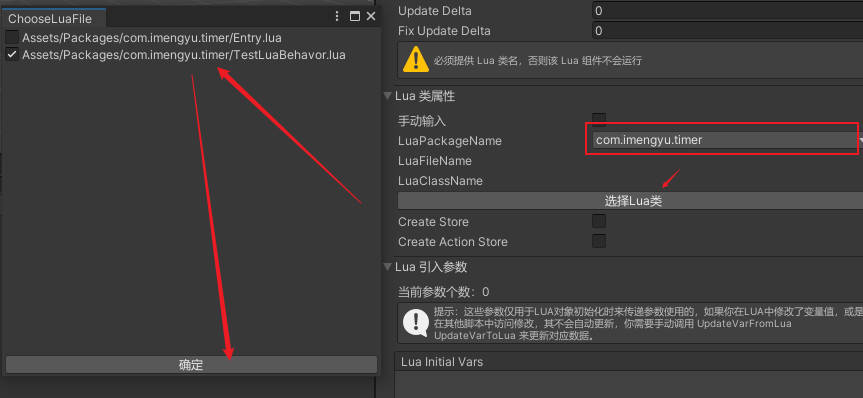 ChooseLuaFile
Assets/Packages/com.imengyu.timer/Entry.lua
Assets/Packages/com.imengyu.timer/TestLuaBehavor.lua
确定
Update Delta
0
Fix Update Delta
0
必须提供 Lua 类名，否则该 Lua 组件不会运行
Lua 类属性
手动输入
LuaPackageName
com.imengyu.timer
LuaFileName
LuaClassName
选择Lua类
Create Store
Create Action Store
Lua 引入参数
当前参数个数：0
提示：这些参数仅用于LUA对象初始化时来传递参数使用的，如果你在LUA中修改了变量值，或是
在其他脚本中访问修改，其不会自动更新，你需要手动调用 UpdateVarFromLua
UpdateVarToLua 来更新对应数据。
Lua Initial Vars